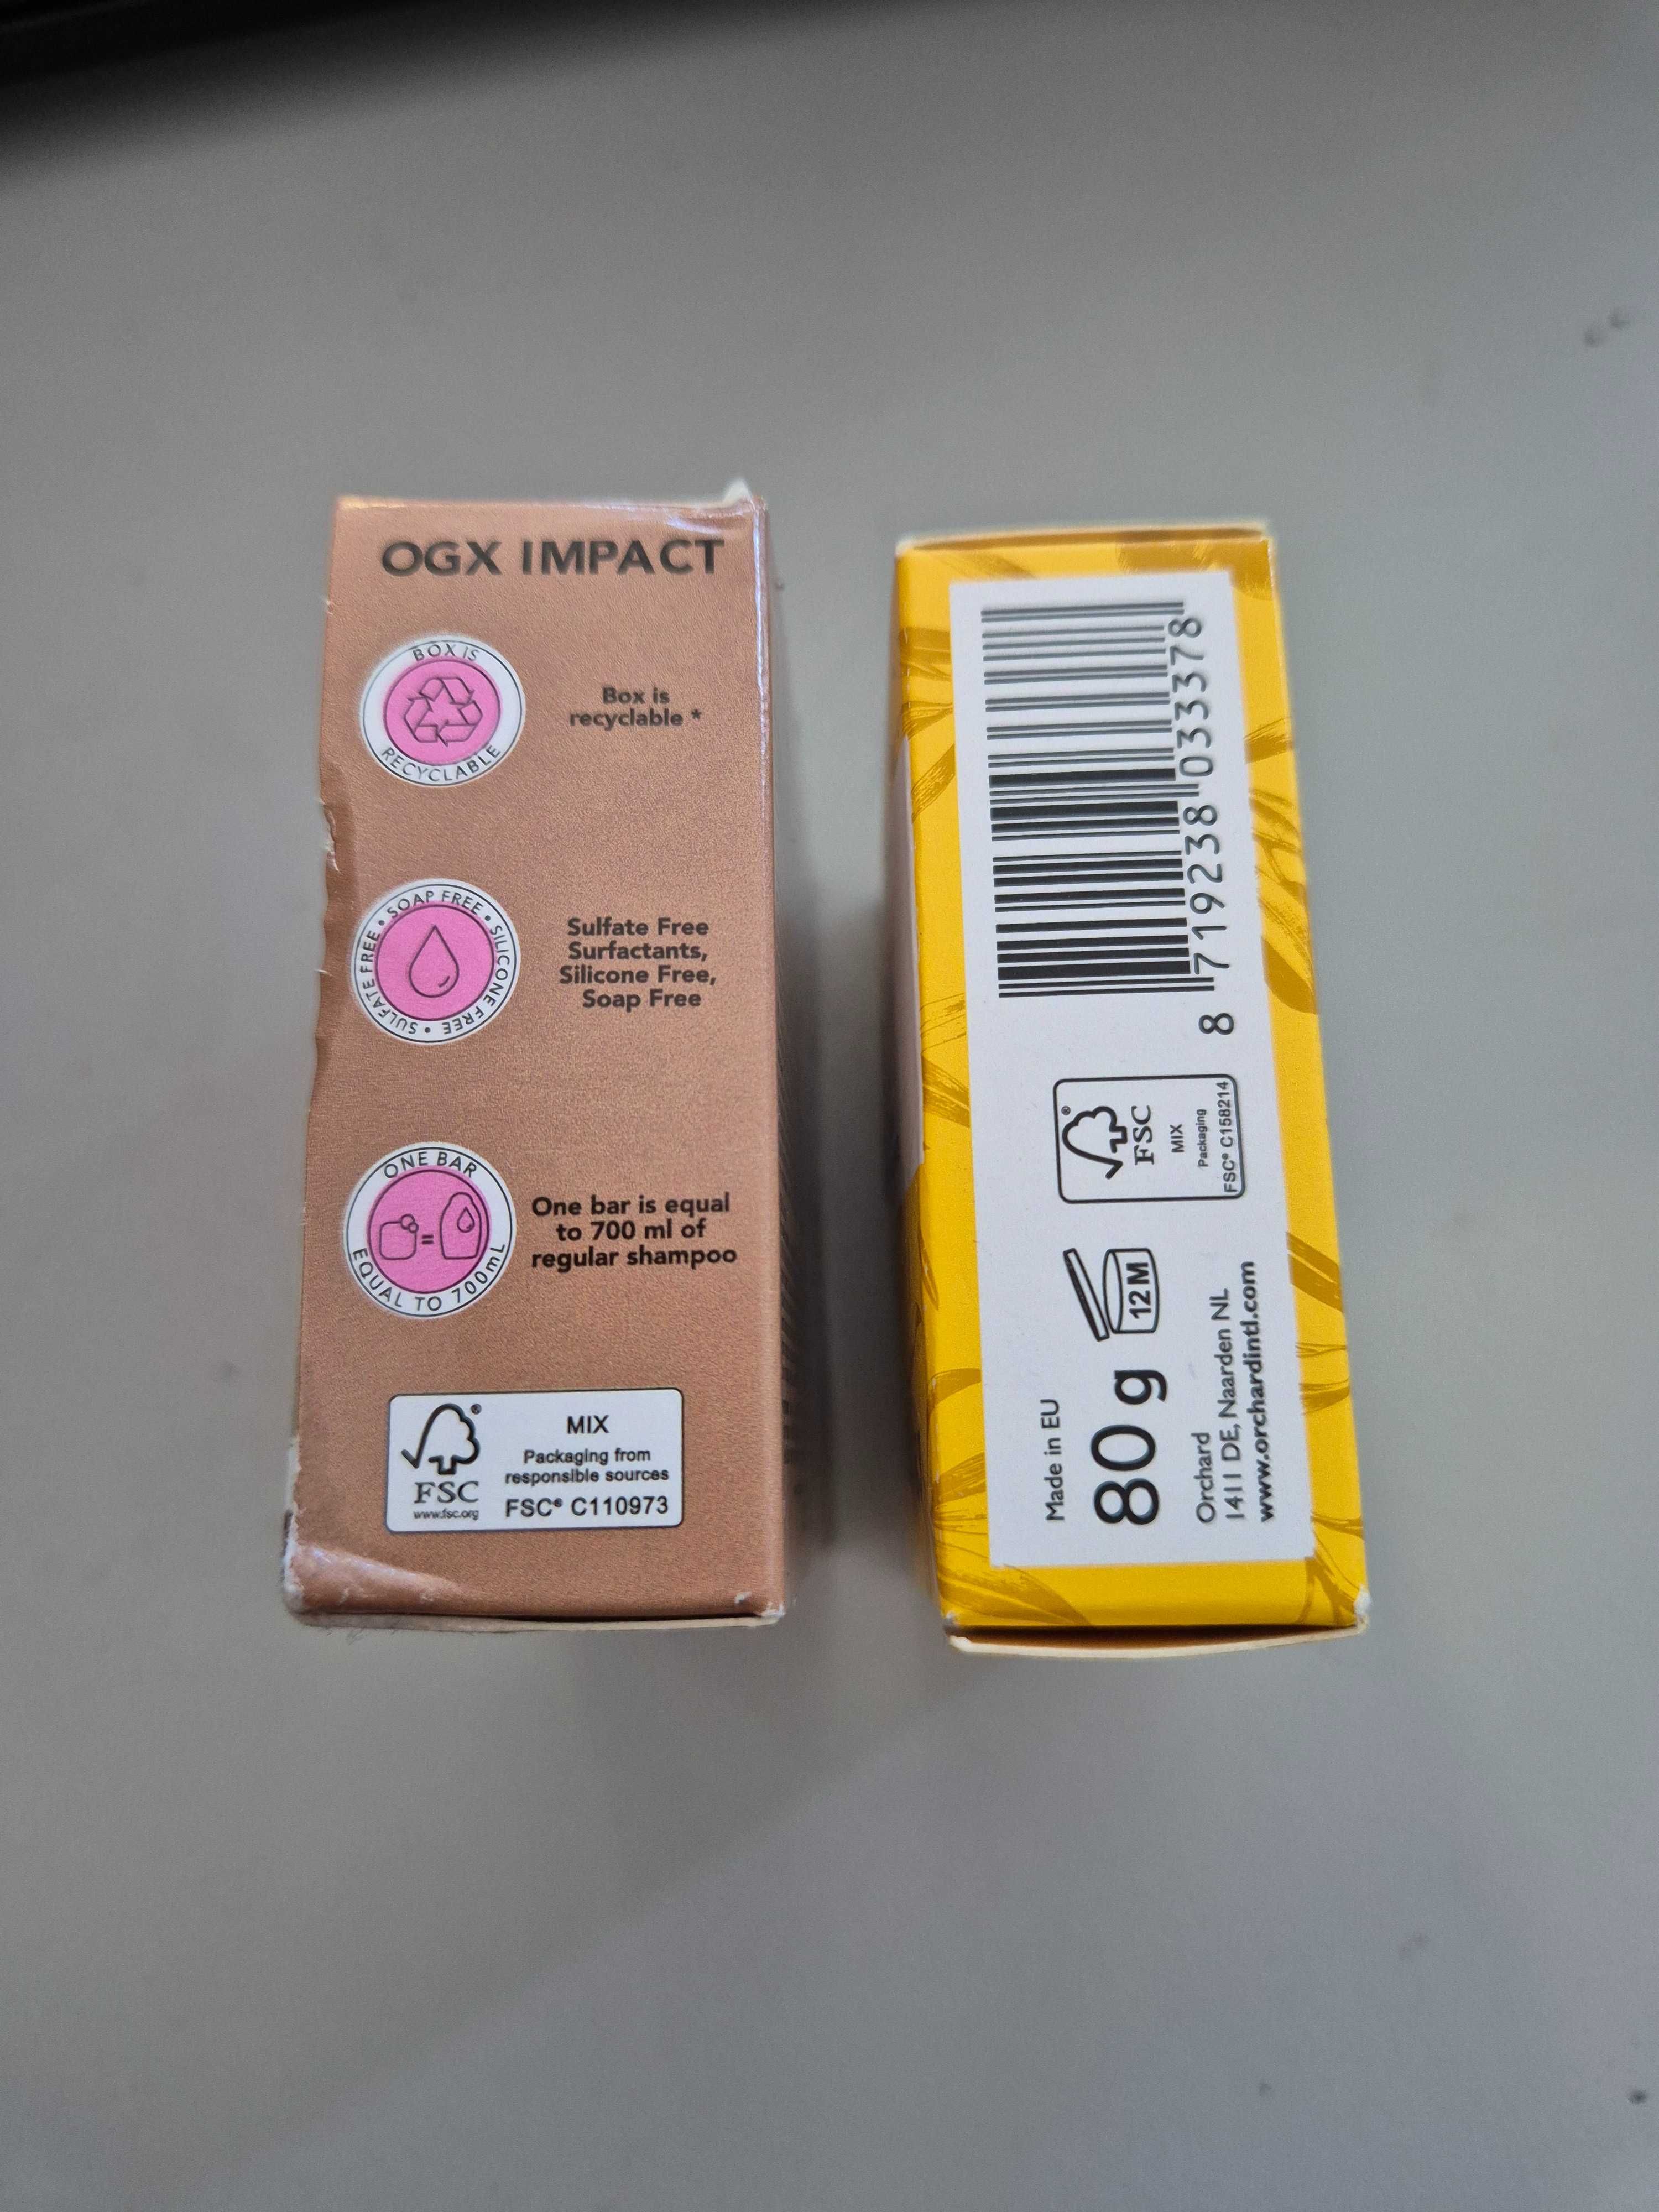 OGX IMPACT
BOX IS
RECYCLABLE
Box is
recyclable *
SOAP FREE • SILICONE FREE • SULFATE FREE •
Sulfate Free
Surfactants,
Silicone Free,
Soap Free
ONE BAR
=
EQUAL TO 700mL
One bar is equal
to 700 ml of
regular shampoo
®
FSC
www.fsc.org
MIX
Packaging from
responsible sources
FSC® C110973
Made in EU
80 g
12M
Orchard
1411 DE, Naarden NL
www.orchardintl.com
®
FSC
MIX
Packaging
FSC® C158214
8 719238 033378